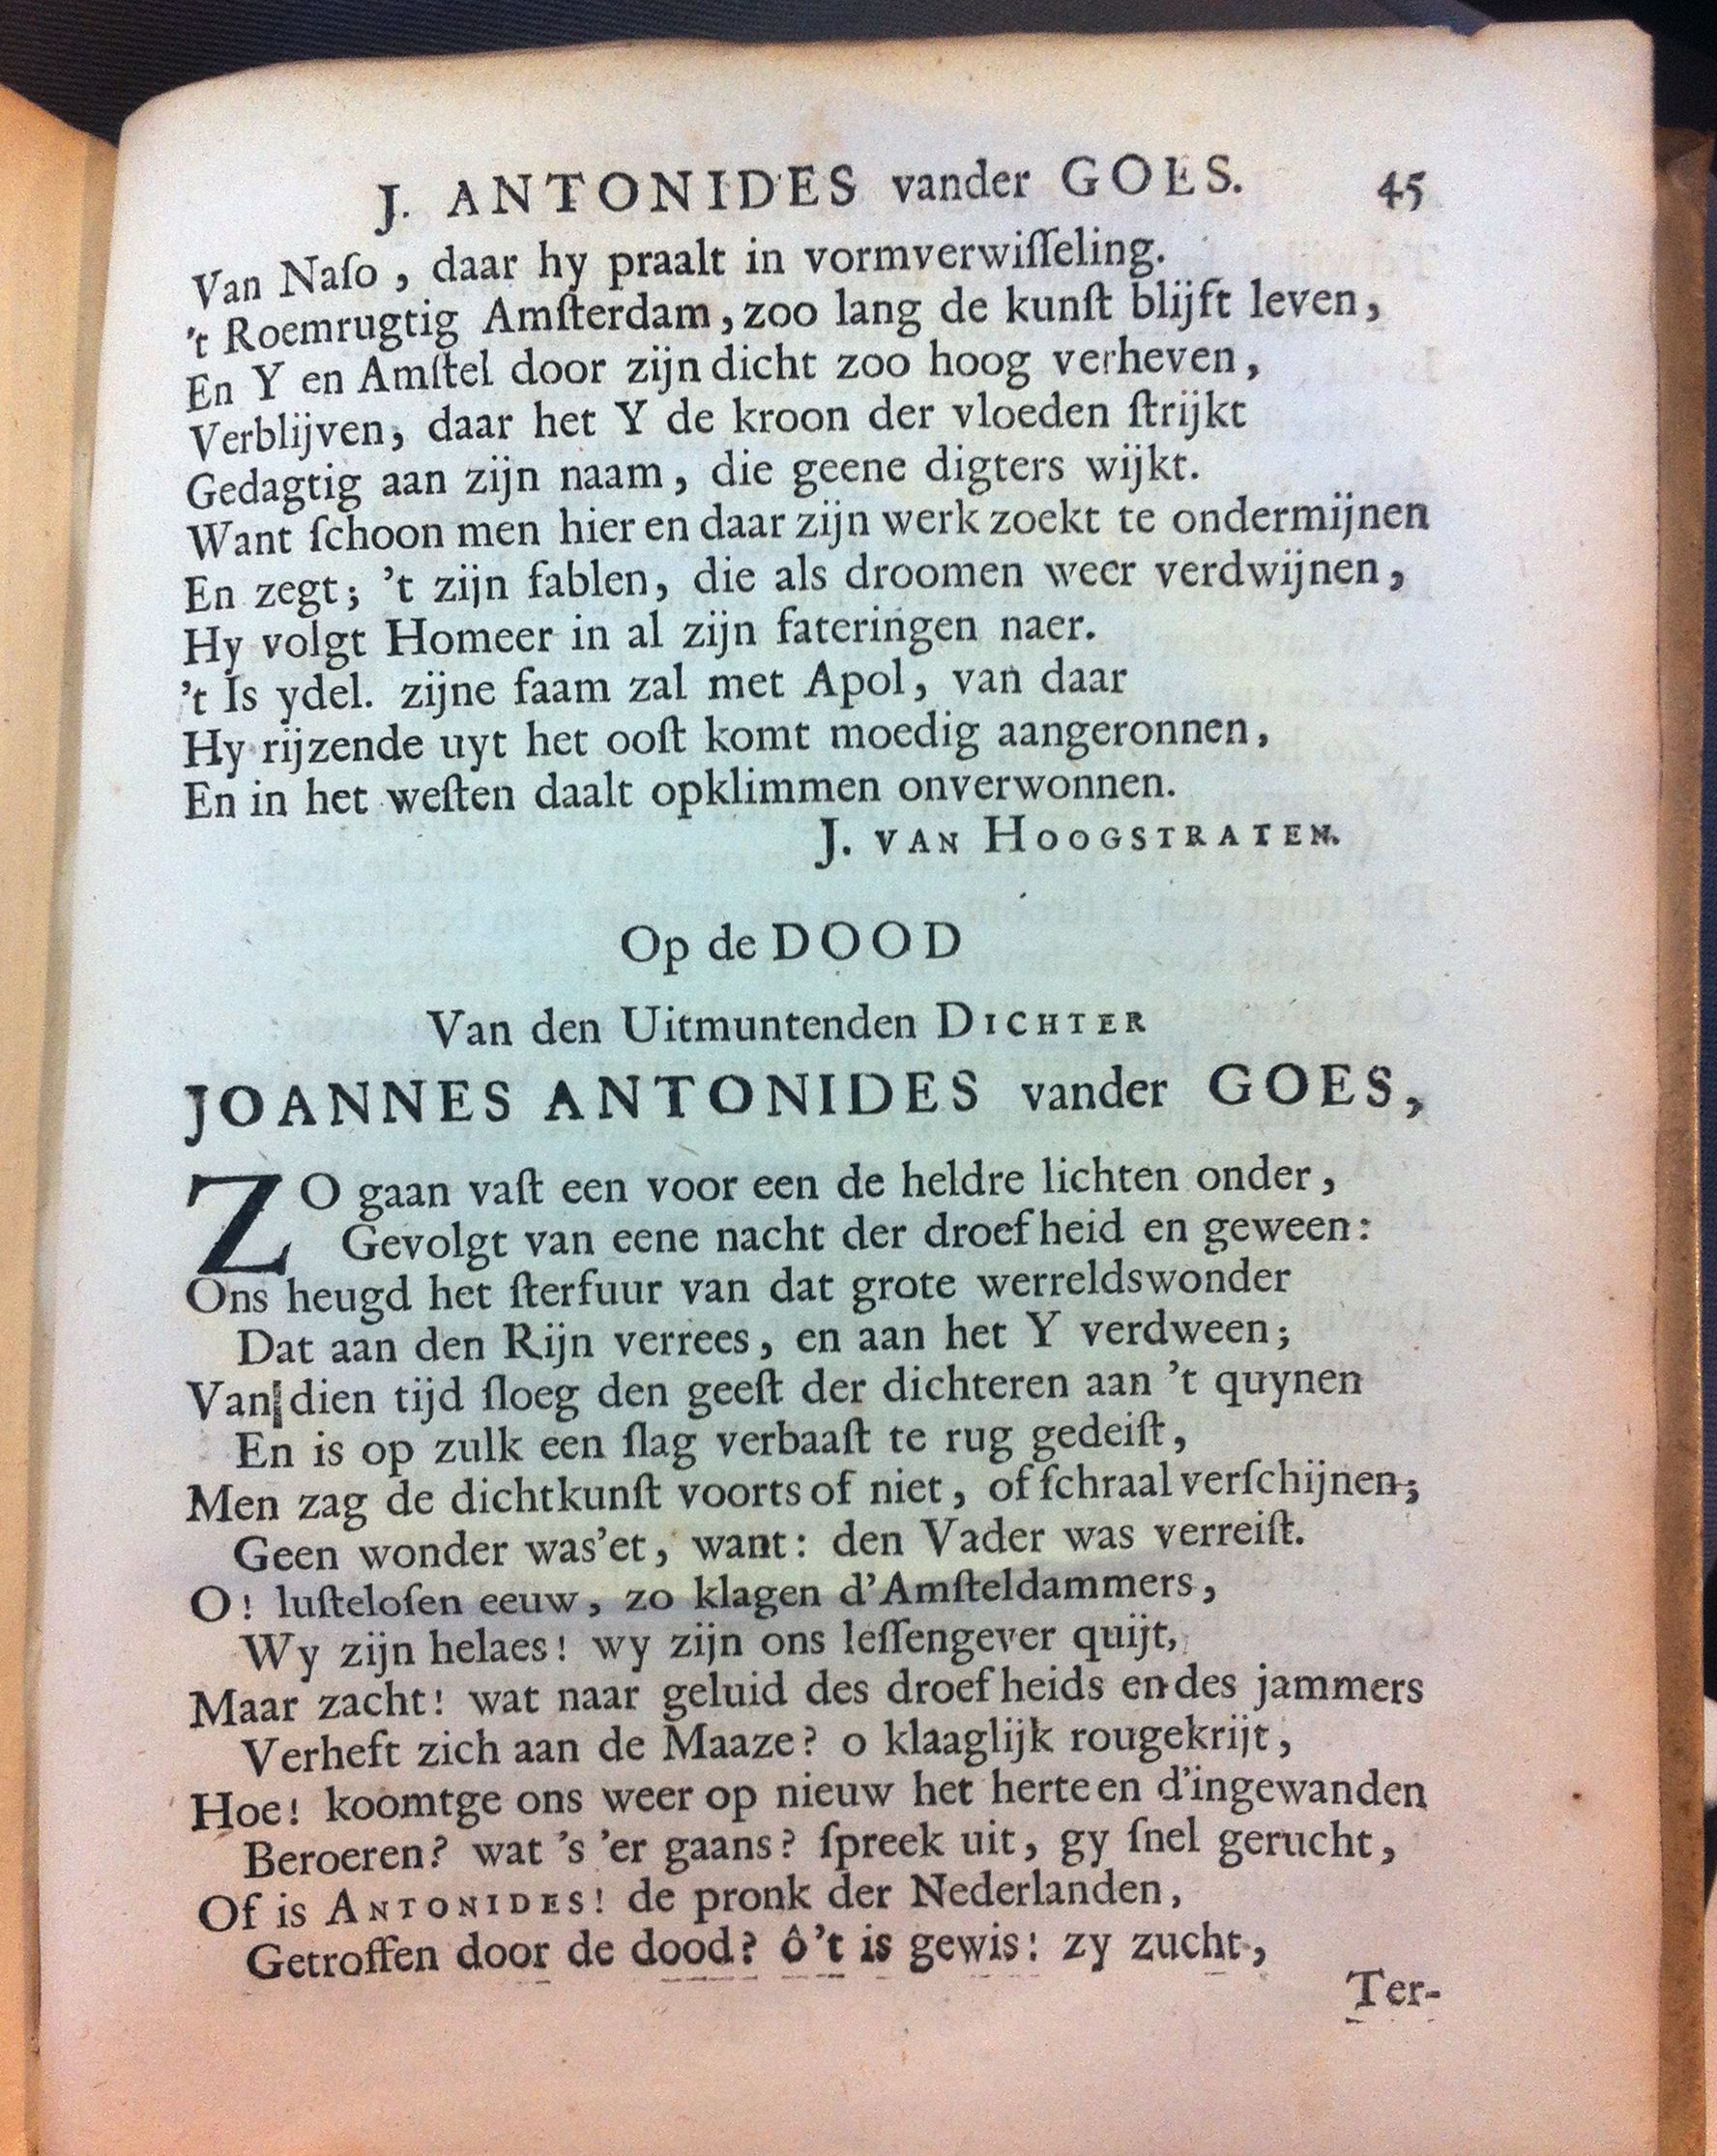 J. ANTONIDES vander GOES. 45
Van Naſo, daar hy praalt in vormverwiſſeling.
't Roemrugtig Amſterdam, zoo lang de kunſt blijft leven,
En Y en Amſtel door zijn dicht zoo hoog verheven,
Verblijven, daar het Y de kroon der vloeden ſtrijkt
Gedagtig aan zijn naam, die geene digters wijkt.
Want ſchoon men hier en daar zijn werk zoekt te ondermijnen
En zegt; 't zijn fablen, die als droomen weer verdwijnen,
Hy volgt Homeer in al zijn fateringen naer.
't Is ydel. zijne faam zal met Apol, van daar
Hy rijzende uyt het ooſt komt moedig aangeronnen,
En in het weſten daalt opklimmen onverwonnen.
J. VAN HOOGSTRATEN.
Op de DOOD
Van den Uitmuntenden DICHTER
JOANNES ANTONIDES vander GOES,
ZO gaan vaſt een voor een de heldre lichten onder,
Gevolgt van eene nacht der droefheid en geween:
Ons heugd het ſterfuur van dat grote werreldswonder
Dat aan den Rijn verrees, en aan het Y verdween;
Van dien tijd ſloeg den geeſt der dichteren aan 't quynen
En is op zulk een ſlag verbaaſt te rug gedeiſt,
Men zag de dichtkunſt voorts of niet, of ſchraal verſchijnen;
Geen wonder was'et, want: den Vader was verreiſt.
O! luſteloſen eeuw, zo klagen d'Amſteldammers,
Wy zijn helaes! wy zijn ons leſſengever quijt,
Maar zacht! wat naar geluid des droefheids en des jammers
Verheft zich aan de Maaze? o klaaglijk rougekrijt,
Hoe! koomtge ons weer op nieuw het herte en d'ingewanden
Beroeren? wat 's 'er gaans? ſpreek uit, gy ſnel gerucht,
Of is ANTONIDES! de pronk der Nederlanden,
Getroffen door de dood? ô 't is gewis: zy zucht,
Ter-